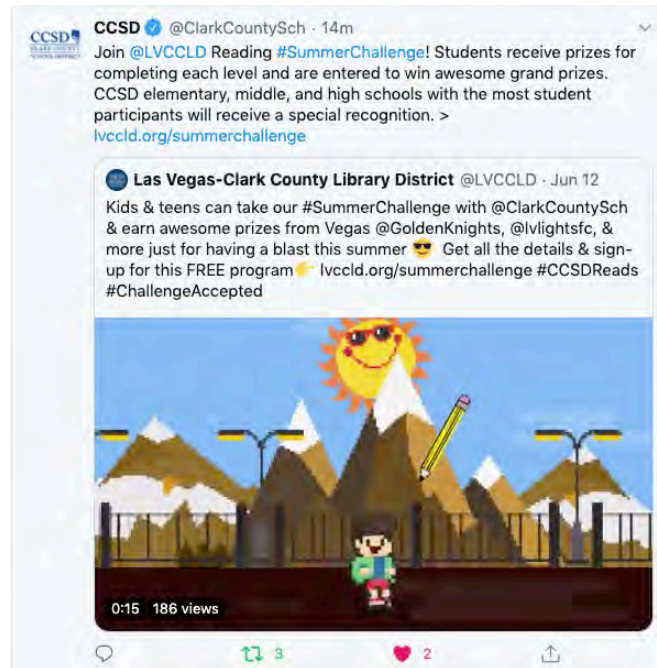 CCSD
CLARK COUNTY
SCHOOL DISTRICT
CCSD @ClarkCountySch · 14m
Join @LVCCLD Reading #SummerChallenge! Students receive prizes for
completing each level and are entered to win awesome grand prizes.
CCSD elementary, middle, and high schools with the most student
participants will receive a special recognition. >
lvccld.org/summerchallenge
Las Vegas-Clark County Library District @LVCCLD · Jun 12
Kids & teens can take our #SummerChallenge with @ClarkCountySch
& earn awesome prizes from Vegas @GoldenKnights, @lvlightsfc, &
more just for having a blast this summer 😎 Get all the details & sign-
up for this FREE program👉 lvccld.org/summerchallenge #CCSDReads
#ChallengeAccepted
0:15 186 views
3 2